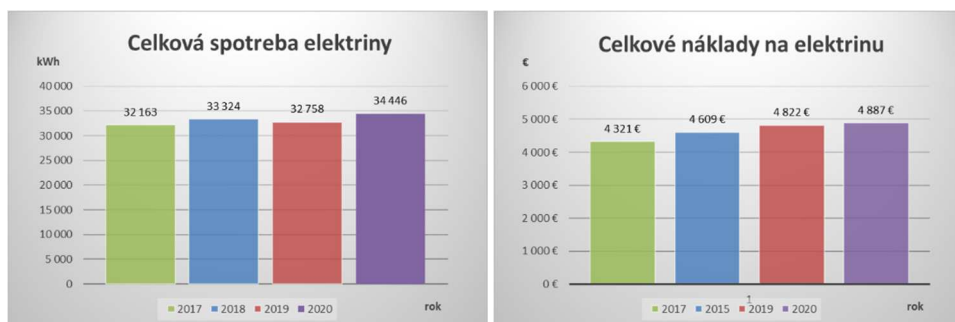 Celková spotreba elektriny
kWh
40 000
35 000
30 000
25 000
20 000
15 000
10 000
5 000
0
32 163
33 324
32 758
34 446
2017 2018 2019 2020
rok
Celkové náklady na elektrinu
€
6 000 €
5 000 €
4 000 €
3 000 €
2 000 €
1 000 €
0 €
4 321 €
4 609 €
4 822 €
4 887 €
1
2017 2015 2019 2020
rok